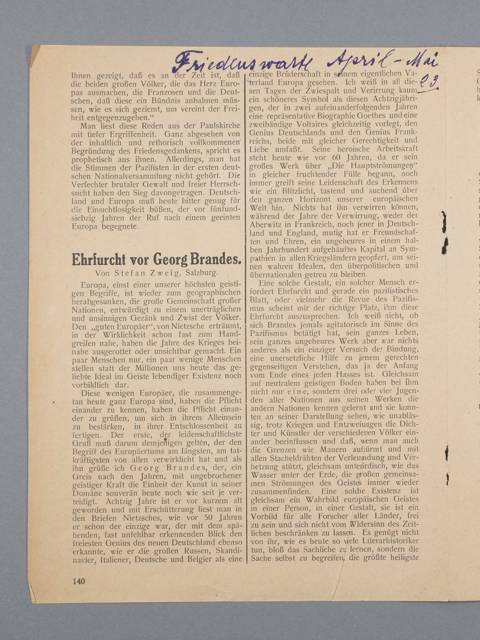 Friedenswarte April-Mai
23
Ihnen gezeigt, daß es an der Zeit ist, daß
die beiden großen Völker, die das Herz Euro-
pas ausmachen, die Franzosen und die Deut-
schen, daß diese ein Bündnis anbahnen müs-
sen, wie es sich geziemt, um vereint der Frei-
heit entgegenzugehen."
Man liest diese Reden aus der Paulskirche
mit tiefer Ergriffenheit. Ganz abgesehen von
der inhaltlich und rethorisch vollkommenen
Begründung des Friedensgedankens, spricht es
prophetisch aus ihnen. Allerdings, man hat
die Stimmen der Pazifisten in der ersten deut-
schen Nationalversammlung nicht gehört. Die
Verfechter brutaler Gewalt und freier Herrsch-
sucht haben den Sieg davongetragen. Deutsch-
land und Europa muß heute bitter genug für
die Einsichtlosigkeit büßen, der vor fünfund-
siebzig Jahren der Ruf nach einem geeinten
Europa begegnete.
Ehrfurcht vor Georg Brandes.
Von Stefan Zweig, Salzburg.
Europa, einst einer unserer höchsten geisti-
gen Begriffe, ist wieder zum geographischen
herabgesunken, die große Gemeinschaft großer
Nationen, entwürdigt zu einem unerträglichen
und unsinnigen Gezänk und Zwist der Völker.
Den „guten Europäer", von Nietzsche erträumt,
in der Wirklichkeit schon fast zum Hand-
greifen nahe, haben die Jahre des Krieges bei-
nahe ausgerottet oder unsichtbar gemacht. Ein
paar Menschen nur, ein paar wenige Menschen
stellen statt der Millionen uns heute das ge-
liebte Ideal im Geiste lebendiger Existenz noch
vorbildlich dar.
Diese wenigen Europäer, die zusammenge-
tan heute ganz Europa sind, haben die Pflicht
einander zu kennen, haben die Pflicht einan-
der zu grüßen, um sich in ihrem Alleinsein
zu bestärken, in ihrer Entschlossenheit zu
fertigen. Der erste, der leidenschaftlichste
Gruß muß darum demjenigen gelten, der den
Begriff des Europäertums am längsten, am tat-
kräftigsten von allen verwirklicht hat und als
ihn grüße ich Georg Brandes, der, ein
Greis nach den Jahren, mit ungebrochener
geistiger Kraft die Einheit der Kunst in seiner
Domäne souverän heute noch wie seit je ver-
teidigt. Achtzig Jahre ist er vor kurzem alt
geworden und mit Erschütterung liest man in
den Briefen Nietzsches, wie vor 50 Jahren
er schon der einzige war, der mit dem spä-
henden, fast unfehlbar erkennenden Blick den
freiesten Genius des neuen Deutschland ebenso
erkannte, wie er die großen Russen, Skandi-
navier, Italiener, Deutsche und Belgier als eine
einzige Brüderschaft in seinem eigentlichen Va-
terland Europa gesehen. Ich weiß in all die-
sen Tagen der Zwiespalt und Verirrung kaum
ein schöneres Symbol als diesen Achtzigjähri-
gen, der in zwei aufeinanderfolgenden Jahren
eine repräsentative Biographie Goethes und eine
zweibändige Voltaires gleichzeitig vorlegt, den
Genius Deutschlands und den Genius Frank-
reichs, beide mit gleicher Gerechtigkeit und
Liebe umfaßt. Seine heroische Arbeitskraft
steht heute wie vor 60 Jahren, da er sein
großes Werk über „Die Hauptströmungen"
in gleicher fruchtender Fülle begann, noch
immer greift seine Leidenschaft des Erkennens
wie ein Blitzlicht, tastend und suchend über
den ganzen Horizont unserer europäischen
Welt hin. Nichts hat ihn verwirren können,
während der Jahre der Verwirrung, weder der
Aberwitz in Frankreich, noch jener in Deutsch-
land und England, mutig hat er Freundschaf-
ten und Ehren, ein ungeheures in einem hal-
ben Jahrhundert aufgehäuftes Kapital an Sym-
pathien in allen Kriegsländern geopfert, um sei-
nen wahren Idealen, den überpolitischen und
übernationalen getreu zu bleiben.
Eine solche Gestalt, ein solcher Mensch er-
fordert Ehrfurcht und gerade ein pazifistisches
Blatt, oder vielmehr die Revue des Pazifis-
mus scheint mir der richtige Platz, ihm diese
Ehrfurcht auszusprechen. Ich weiß nicht, ob
sich Brandes jemals agitatorisch im Sinne des
Pazifismus betätigt hat, sein ganzes Leben,
sein ganzes ungeheures Werk aber war nichts
anderes als ein einziger Versuch der Bindung,
eine unersetzliche Hilfe zu jenem gerechten
gegenseitigen Verstehen, das ja der Anfang
vom Ende eines jeden Hasses ist. Gleichsam
auf neutralem geistigen Boden haben bei ihm
nicht nur eine, sondern drei oder vier Jugen-
den aller Nationen aus seinen Werken die
andern Nationen kennen gelernt und sie konn-
ten an seiner Darstellung sehen, wie unabläs-
sig, trotz Kriegen und Entzweiungen die Dich-
ter und Künstler der verschiedenen Völker ein-
ander beeinflussen und daß, wenn man auch
die Grenzen wie Mauern aufürmt und mit
allen Stacheldrähten der Verleumdung und Ver-
hetzung stützt, gleichsam unterirdisch, wie das
Wasser unter der Erde, die großen gemeinsa-
men Strömungen des Geistes immer wieder
zusammenfinden. Eine solche Existenz ist
gleichsam ein Wahrbild europäischen Geistes
in einer Person, in einer Gestalt, sie ist ein
Vorbild für alle Forscher aller Länder, frei
zu sein und sich nicht vom Widersinn des Zeit-
lichen beschränken zu lassen. Es genügt nicht
von ihr, wie es heute so viele Literarhistoriker
tun, bloß das Sachliche zu lernen, sondern die
Sache selbst zu begreifen, die größte heiligste
140